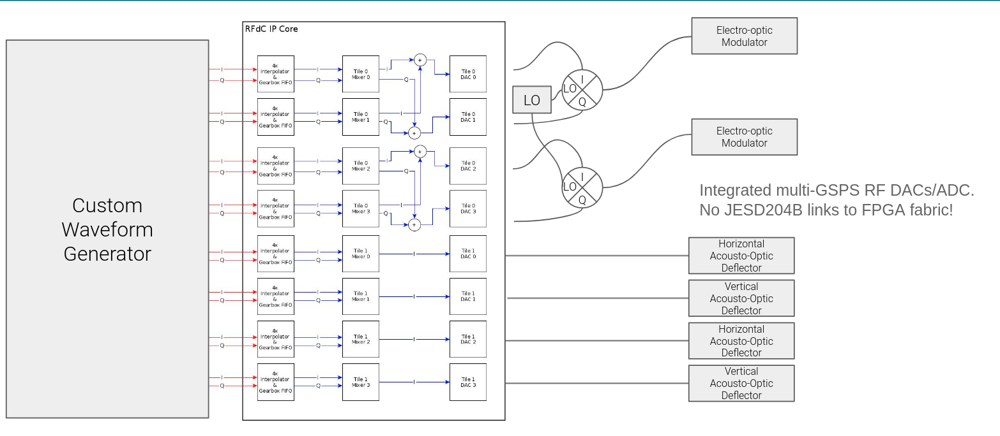 RFdC IP Core
Custom
Waveform
Generator
I
Q
4x
Interpolator
&
Gearbox FIFO
I
Q
Tile 0
Mixer 0
I
Q
+
Tile 0
DAC 0
I
Q
4x
Interpolator
&
Gearbox FIFO
I
Q
Tile 0
Mixer 1
I
Q
+
Tile 0
DAC 1
I
Q
4x
Interpolator
&
Gearbox FIFO
I
Q
Tile 0
Mixer 2
I
Q
+
Tile 0
DAC 2
I
Q
4x
Interpolator
&
Gearbox FIFO
I
Q
Tile 0
Mixer 3
I
Q
+
Tile 0
DAC 3
I
Q
4x
Interpolator
&
Gearbox FIFO
I
Q
Tile 1
Mixer 0
I
Tile 1
DAC 0
I
Q
4x
Interpolator
&
Gearbox FIFO
I
Q
Tile 1
Mixer 1
I
Tile 1
DAC 1
I
Q
4x
Interpolator
&
Gearbox FIFO
I
Q
Tile 1
Mixer 2
I
Tile 1
DAC 2
I
Q
4x
Interpolator
&
Gearbox FIFO
I
Q
Tile 1
Mixer 3
I
Tile 1
DAC 3
LO
I
LO
Q
I
LO
Q
Electro-optic
Modulator
Electro-optic
Modulator
Integrated multi-GSPS RF DACs/ADC.
No JESD204B links to FPGA fabric!
Horizontal
Acousto-Optic
Deflector
Vertical
Acousto-Optic
Deflector
Horizontal
Acousto-Optic
Deflector
Vertical
Acousto-Optic
Deflector